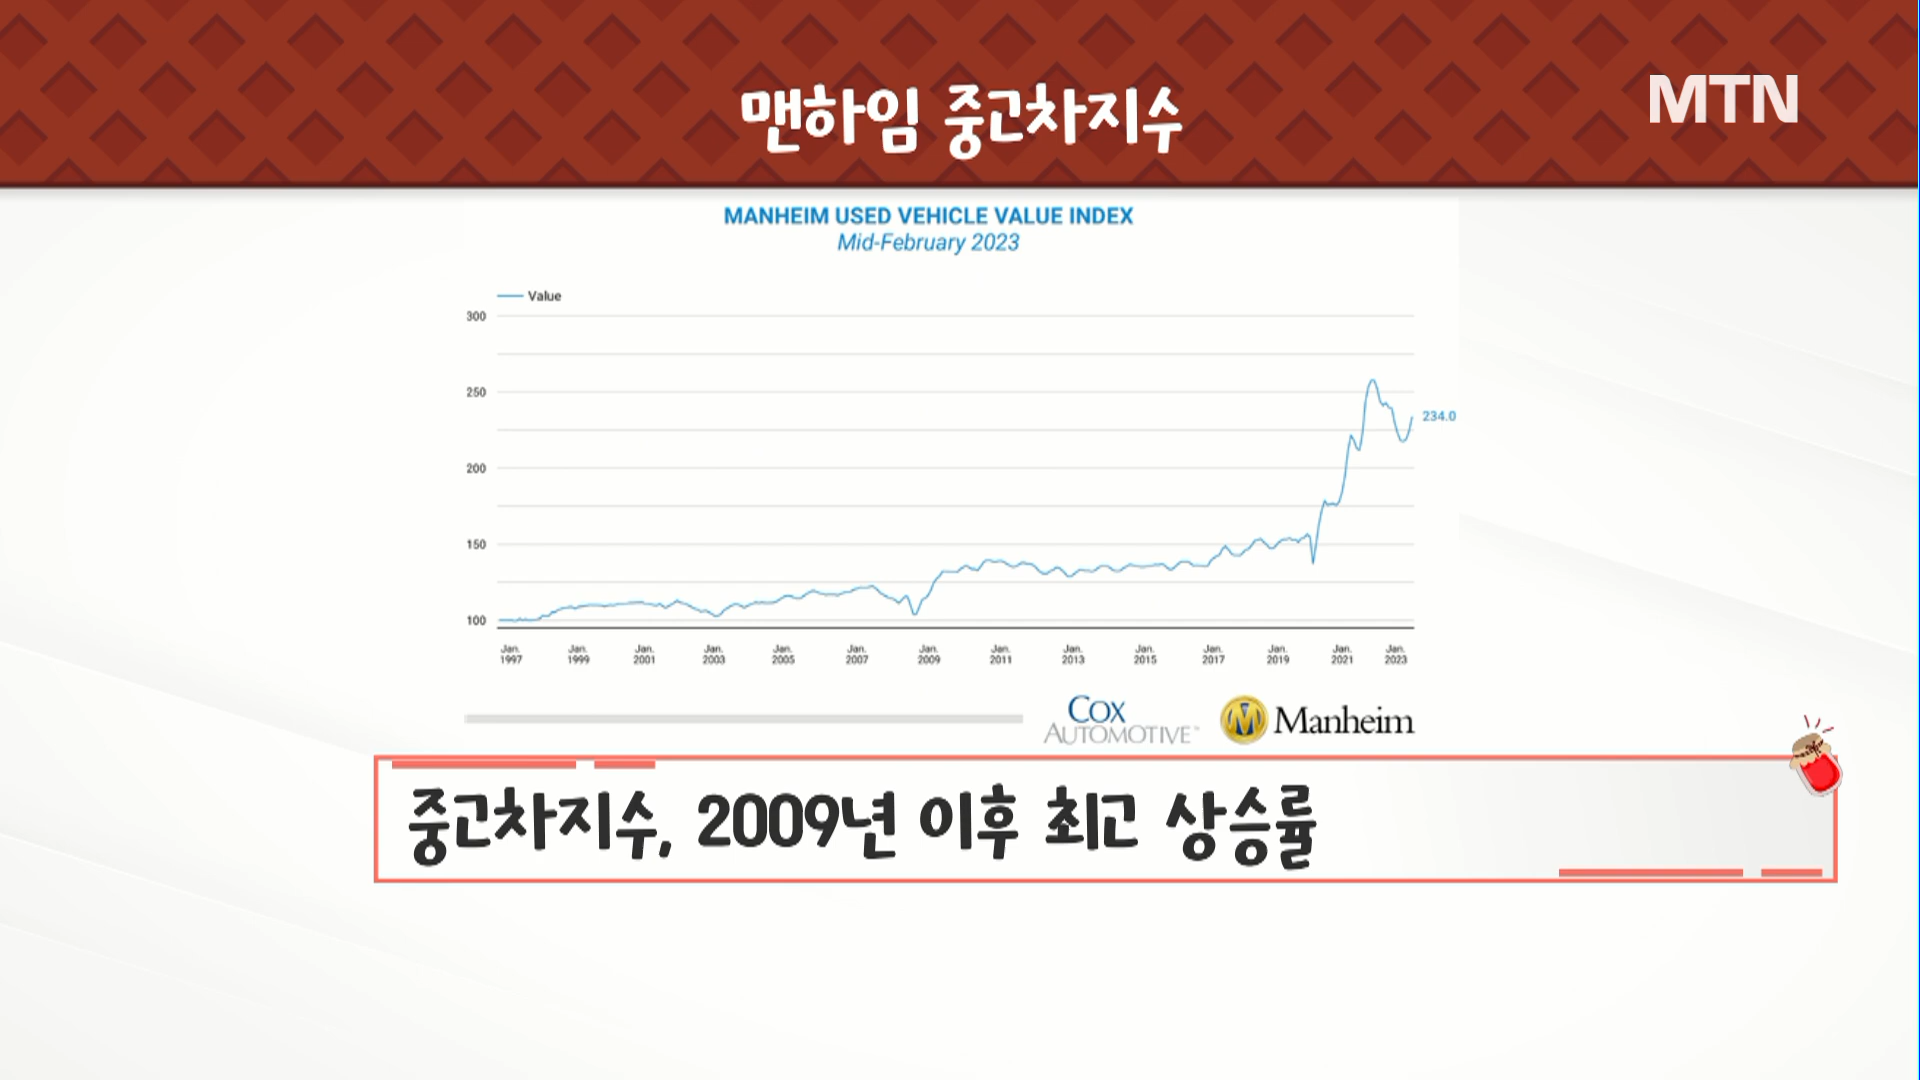 맨하임 중고차지수
MTN
MANHEIM USED VEHICLE VALUE INDEX
Mid-February 2023
Value
300
250
234.0
200
150
100
Jan. 1997
Jan. 1999
Jan. 2001
Jan. 2003
Jan. 2005
Jan. 2007
Jan. 2009
Jan. 2011
Jan. 2013
Jan. 2015
Jan. 2017
Jan. 2019
Jan. 2021
Jan. 2023
COX
AUTOMOTIVE™
Manheim
중고차지수, 2009년 이후 최고 상승률